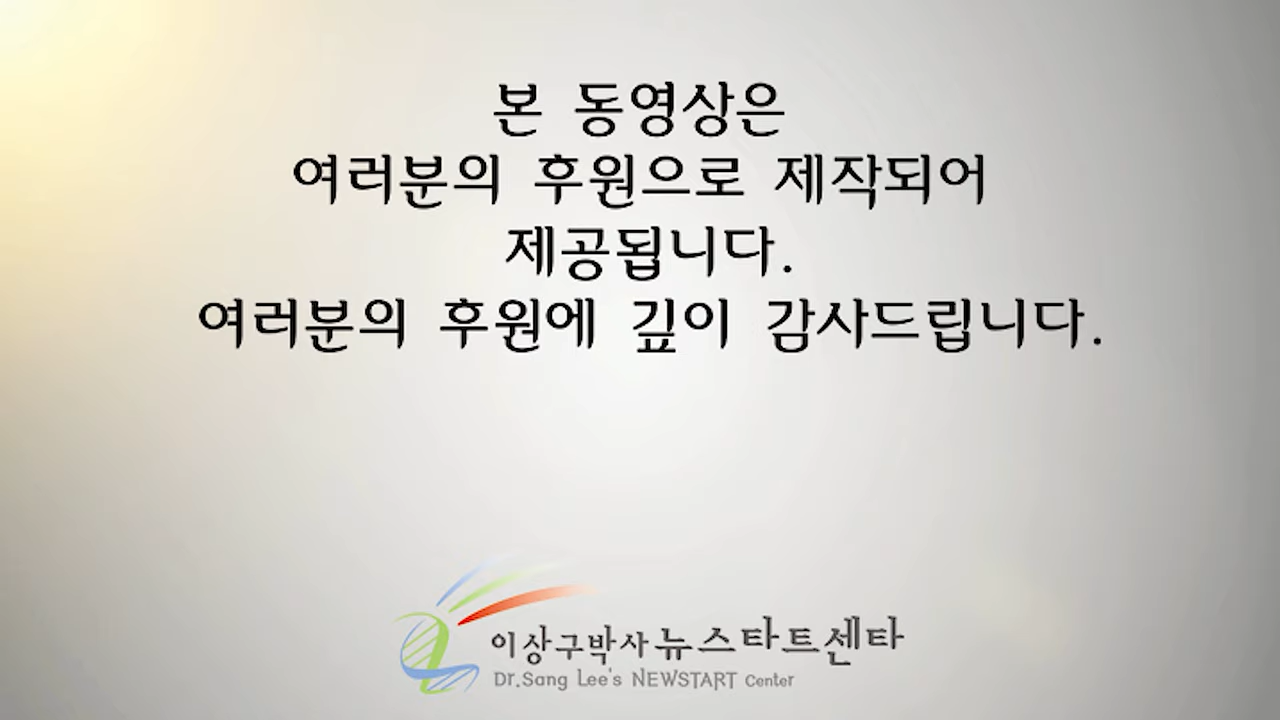 본 동영상은
여러분의 후원으로 제작되어
제공됩니다.
여러분의 후원에 깊이 감사드립니다.
이상구박사 뉴스타트센타
Dr.Sang Lee's NEWSTART Center